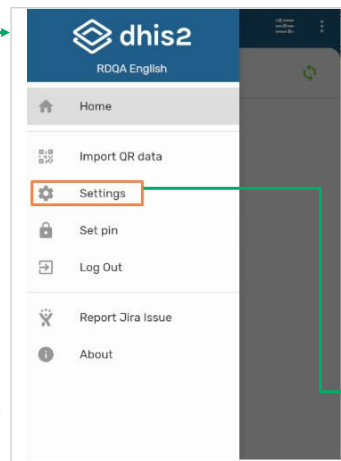 dhis2
RDQA English
Home
Import QR data
Settings
Set pin
Log Out
Report Jira Issue
About